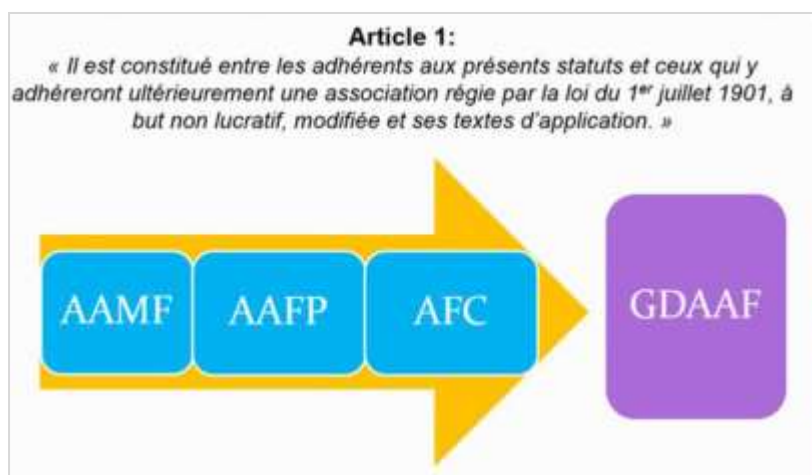 Article 1:
« Il est constitué entre les adhérents aux présents statuts et ceux qui y
adhéreront ultérieurement une association régie par la loi du 1er juillet 1901, à
but non lucratif, modifiée et ses textes d'application. »
AAMF AAFP AFC GDAAF